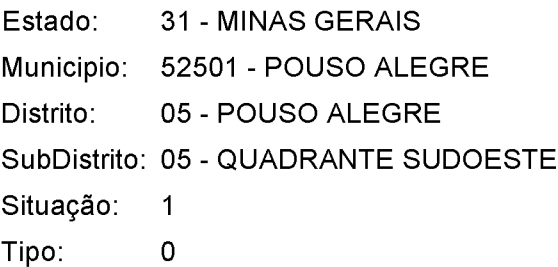 Estado: 31 - MINAS GERAIS
Municipio: 52501 - POUSO ALEGRE
Distrito: 05 - POUSO ALEGRE
SubDistrito: 05 - QUADRANTE SUDOESTE
Situação: 1
Tipo: 0